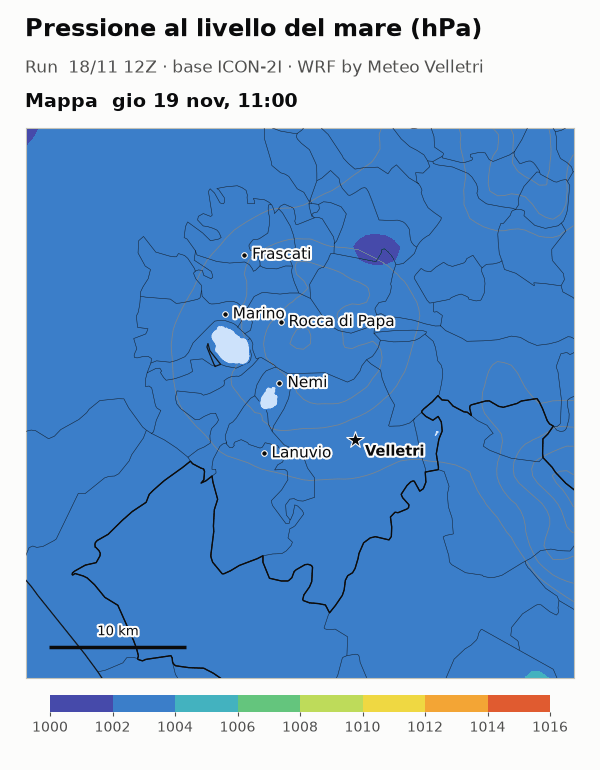 Pressione al livello del mare (hPa)
Run  18/11 12Z · base ICON-2I · WRF by Meteo Velletri
Mappa  gio 19 nov, 11:00
Frascati
Marino
Rocca di Papa
Nemi
Velletri
Lanuvio
10 km
1000 1002 1004 1006 1008 1010 1012 1014 1016